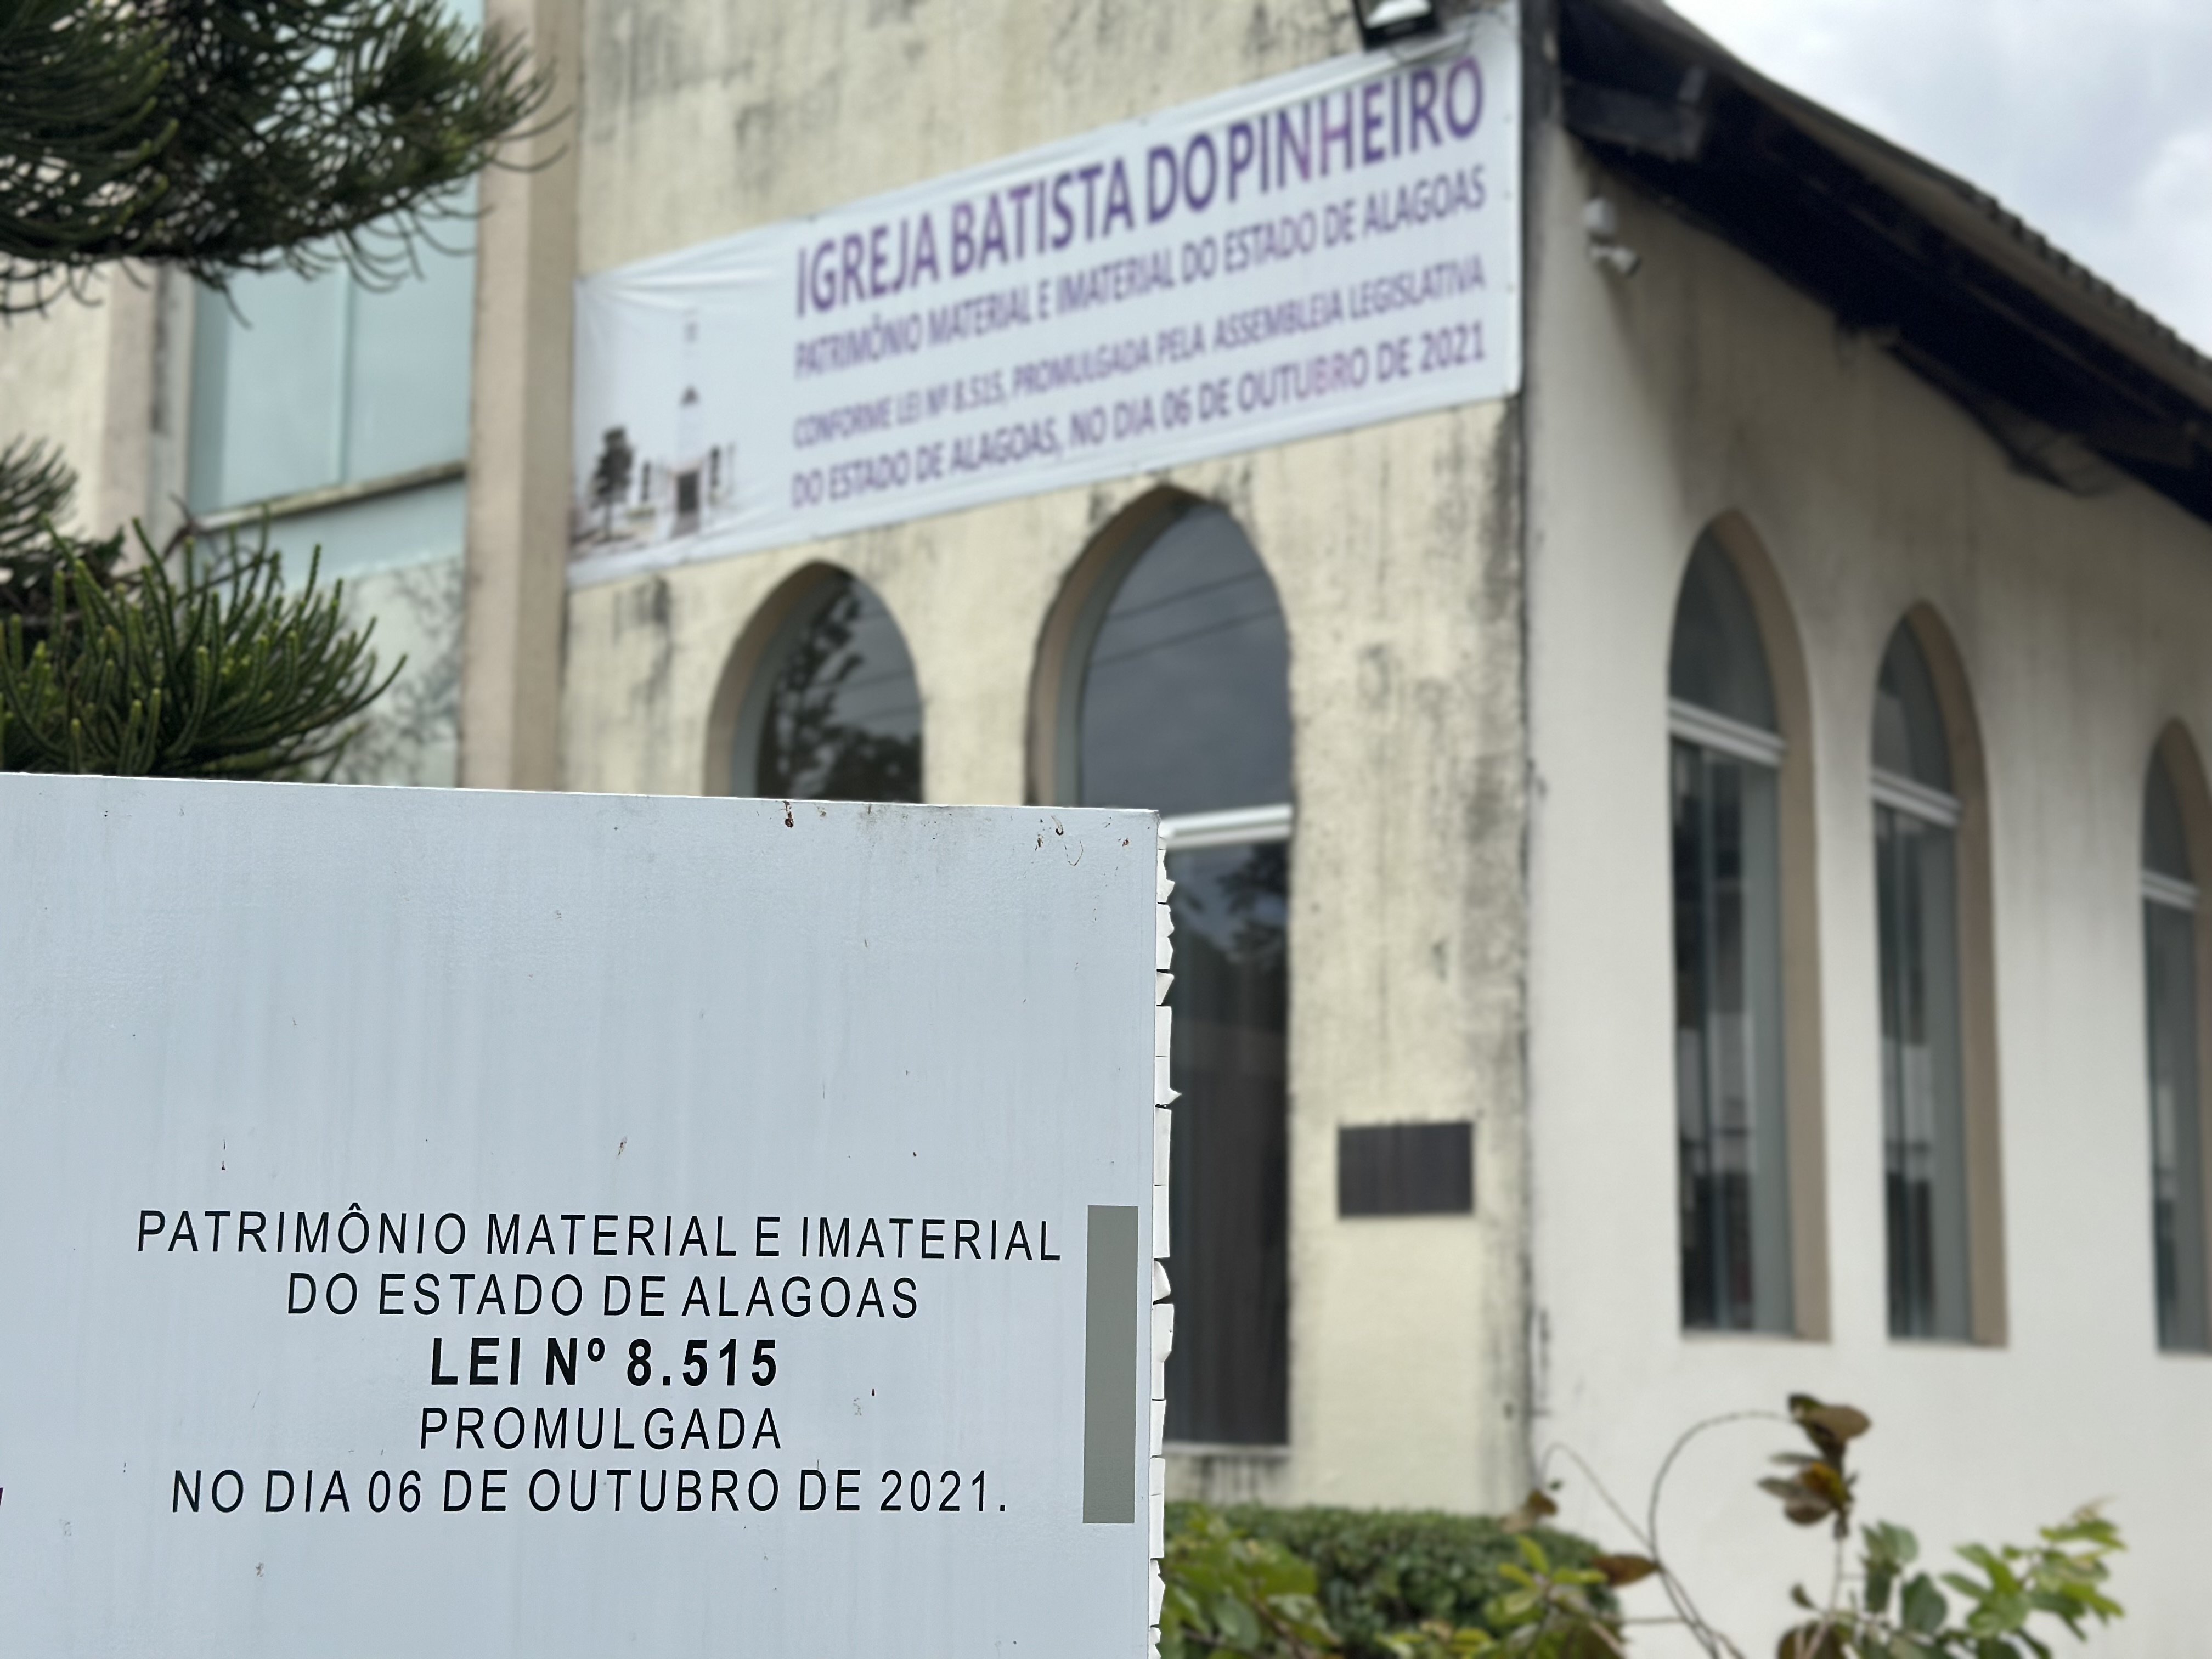 IGREJA BATISTA DO PINHEIRO
PATRIMÔNIO MATERIAL E IMATERIAL DO ESTADO DE ALAGOAS
CONFORME LEI Nº 8.515, PROMULGADA PELA ASSEMBLEIA LEGISLATIVA
DO ESTADO DE ALAGOAS, NO DIA 06 DE OUTUBRO DE 2021
PATRIMÔNIO MATERIAL E IMATERIAL
DO ESTADO DE ALAGOAS
LEI Nº 8.515
PROMULGADA
NO DIA 06 DE OUTUBRO DE 2021.